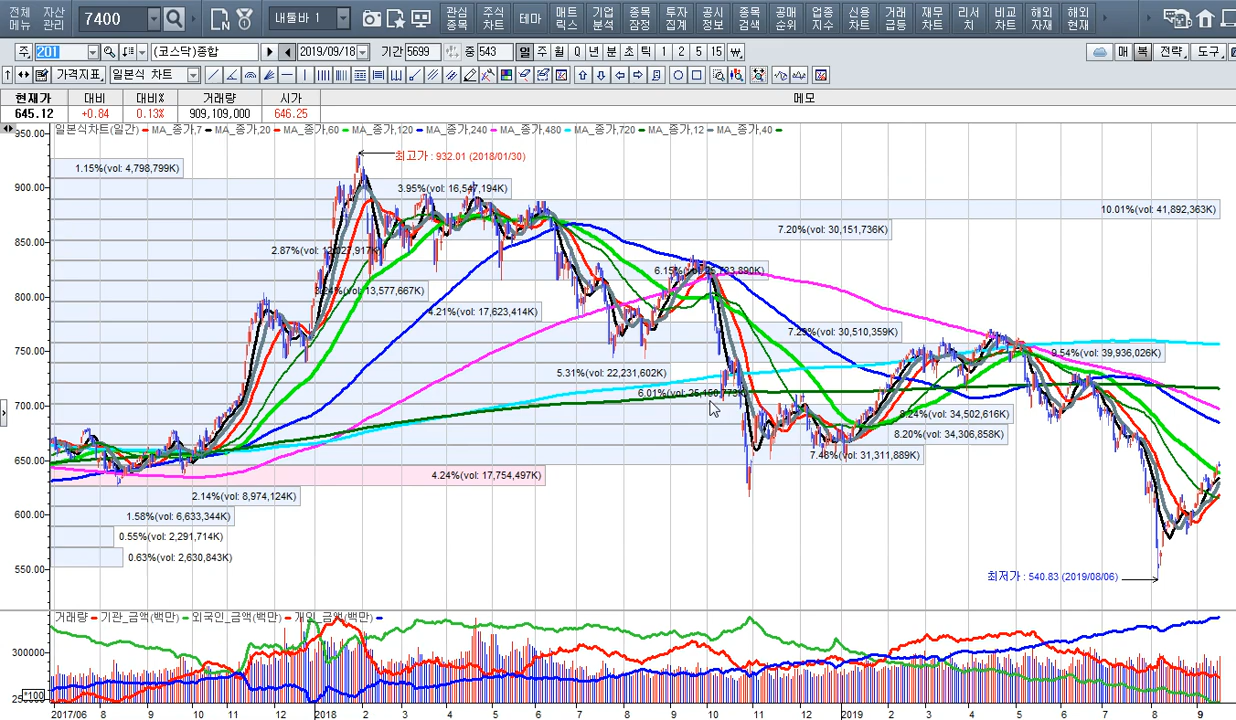 전체 자산 7400 내툴바 1 관심 주식 테마 매트 기업 종목 투자 공시 종목 공매 업종 신용 거래 재무 리서 비교 해외 해외
메뉴 관리 종목 차트 릭스 분석 잠정 집계 정보 검색 순위 지수 차트 급등 차트 치 차트 자재 현재
주 201 (코스닥)종합 2019/09/18 기간 5699 중 543 일 주 월 Q 년 분 초 틱 1 2 5 15 매 복 전략 도구
가격지표 일본식 차트
현재가 대비 대비% 거래량 시가 메모
645.12 +0.84 0.13% 909,109,000 646.25
950.00 일본식차트(일간) MA_종가,7 MA_종가,20 MA_종가,60 MA_종가,120 MA_종가,240 MA_종가,480 MA_종가,720 MA_종가,12 MA_종가,40
최고가 : 932.01 (2018/01/30)
1.15%(vol: 4,798,799K)
900.00
3.95%(vol: 16,547,194K)
10.01%(vol: 41,892,363K)
7.20%(vol: 30,151,736K)
850.00
2.87%(vol: 12,027,917K)
800.00
13,577,667K)
4.21%(vol: 17,623,414K)
7.29%(vol: 30,510,359K)
750.00
9.54%(vol: 39,936,026K)
5.31%(vol: 22,231,602K)
700.00
8.24%(vol: 34,502,616K)
8.20%(vol: 34,306,858K)
7.48%(vol: 31,311,889K)
650.00
4.24%(vol: 17,754,497K)
2.14%(vol: 8,974,124K)
600.00
1.58%(vol: 6,633,344K)
0.55%(vol: 2,291,714K)
0.63%(vol: 2,630,843K)
550.00
최저가 : 540.83 (2019/08/06)
거래량 기관_금액(백만) 외국인_금액(백만) 개인_금액(백만)
300000
*100
2017/06 8 9 10 11 12 2018 2 3 4 5 6 7 8 9 10 11 12 2019 2 3 4 5 6 7 8 9